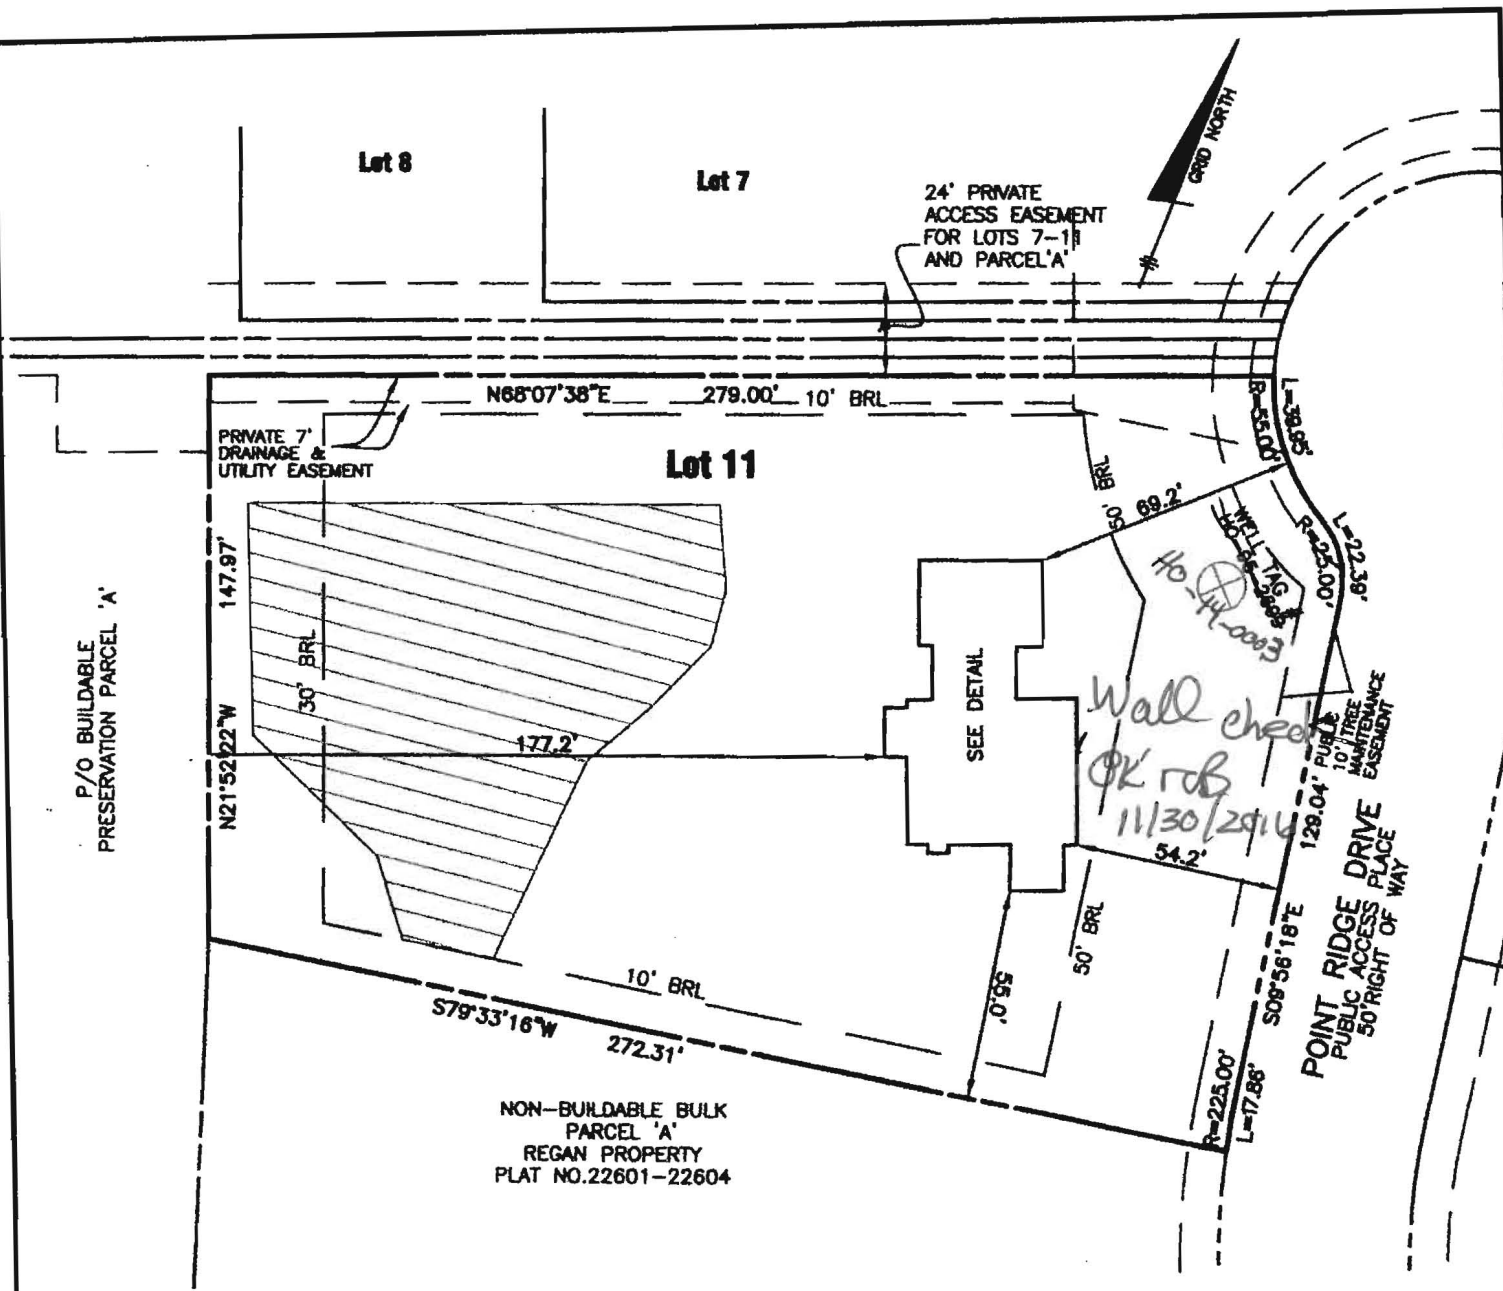 Lot 8
Lot 7
GRID NORTH
24' PRIVATE
ACCESS EASEMENT
FOR LOTS 7-11
AND PARCEL'A'
N68°07'38"E
279.00'
10' BRL
PRIVATE 7'
DRAINAGE &
UTILITY EASEMENT
Lot 11
50' BRL
69.2'
R=55.00'
L=39.95'
R=25.00'
L=22.39'
WELL TAG #
Ho-14-0003
147.97'
N21°52'22"W
30' BRL
P/O BUILDABLE
PRESERVATION PARCEL 'A'
177.2'
SEE DETAIL
Wall check
OK rcB
11/30/2016
PUBLIC
10' TREE
MAINTENANCE
EASEMENT
129.04'
S09°56'18"E
54.2'
55.0'
50' BRL
POINT RIDGE DRIVE
PUBLIC ACCESS PLACE
50'RIGHT OF WAY
10' BRL
S79°33'16"W
272.31'
R=225.00'
L=17.86'
NON-BUILDABLE BULK
PARCEL 'A'
REGAN PROPERTY
PLAT NO.22601-22604